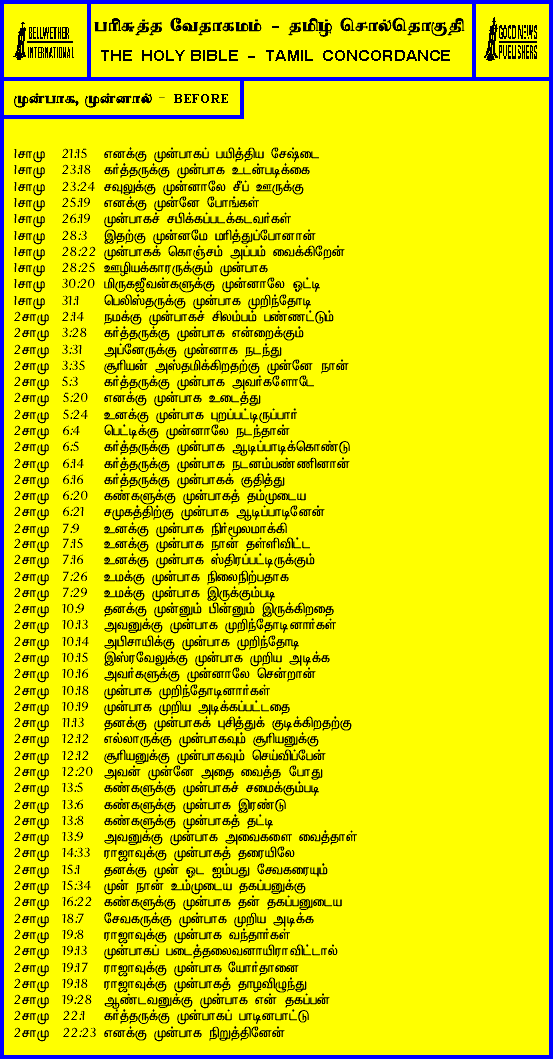 BELLWETHER
INTERNATIONAL
பரிசுத்த வேதாகமம் - தமிழ் சொல்தொகுதி
THE HOLY BIBLE - TAMIL CONCORDANCE
GOOD NEWS
PUBLISHERS
முன்பாக, முன்னால் - BEFORE
1சாமு 21:15 எனக்கு முன்பாகப் பயித்திய சேஷ்டை
1சாமு 23:18 கர்த்தருக்கு முன்பாக உடன்படிக்கை
1சாமு 23:24 சவுலுக்கு முன்னாலே சீப் ஊருக்கு
1சாமு 25:19 எனக்கு முன்னே போங்கள்
1சாமு 26:19 முன்பாகச் சபிக்கப்படக்கடவர்கள்
1சாமு 28:3 இதற்கு முன்னமே மரித்துப்போனான்
1சாமு 28:22 முன்பாகக் கொஞ்சம் அப்பம் வைக்கிறேன்
1சாமு 28:25 ஊழியக்காரருக்கும் முன்பாக
1சாமு 30:20 மிருகஜீவன்களுக்கு முன்னாலே ஓட்டி
1சாமு 31:1 பெலிஸ்தருக்கு முன்பாக முறிந்தோடி
2சாமு 2:14 நமக்கு முன்பாகச் சிலம்பம் பண்ணட்டும்
2சாமு 3:28 கர்த்தருக்கு முன்பாக என்றைக்கும்
2சாமு 3:31 அப்னேருக்கு முன்னாக நடந்து
2சாமு 3:35 சூரியன் அஸ்தமிக்கிறதற்கு முன்னே நான்
2சாமு 5:3 கர்த்தருக்கு முன்பாக அவர்களோடே
2சாமு 5:20 எனக்கு முன்பாக உடைத்து
2சாமு 5:24 உனக்கு முன்பாக புறப்பட்டிருப்பார்
2சாமு 6:4 பெட்டிக்கு முன்னாலே நடந்தான்
2சாமு 6:5 கர்த்தருக்கு முன்பாக ஆடிப்பாடிக்கொண்டு
2சாமு 6:14 கர்த்தருக்கு முன்பாக நடனம்பண்ணினான்
2சாமு 6:16 கர்த்தருக்கு முன்பாகக் குதித்து
2சாமு 6:20 கண்களுக்கு முன்பாகத் தம்முடைய
2சாமு 6:21 சமுகத்திற்கு முன்பாக ஆடிப்பாடினேன்
2சாமு 7:9 உனக்கு முன்பாக நிர்மூலமாக்கி
2சாமு 7:15 உனக்கு முன்பாக நான் தள்ளிவிட்ட
2சாமு 7:16 உனக்கு முன்பாக ஸ்திரப்பட்டிருக்கும்
2சாமு 7:26 உமக்கு முன்பாக நிலைநிற்பதாக
2சாமு 7:29 உமக்கு முன்பாக இருக்கும்படி
2சாமு 10:9 தனக்கு முன்னும் பின்னும் இருக்கிறதை
2சாமு 10:13 அவனுக்கு முன்பாக முறிந்தோடினார்கள்
2சாமு 10:14 அபிசாயிக்கு முன்பாக முறிந்தோடி
2சாமு 10:15 இஸ்ரவேலுக்கு முன்பாக முறிய அடிக்க
2சாமு 10:16 அவர்களுக்கு முன்னாலே சென்றான்
2சாமு 10:18 முன்பாக முறிந்தோடினார்கள்
2சாமு 10:19 முன்பாக முறிய அடிக்கப்பட்டதை
2சாமு 11:13 தனக்கு முன்பாகக் புசித்துக் குடிக்கிறதற்கு
2சாமு 12:12 எல்லாருக்கு முன்பாகவும் சூரியனுக்கு
2சாமு 12:12 சூரியனுக்கு முன்பாகவும் செய்விப்பேன்
2சாமு 12:20 அவன் முன்னே அதை வைத்த போது
2சாமு 13:5 கண்களுக்கு முன்பாகச் சமைக்கும்படி
2சாமு 13:6 கண்களுக்கு முன்பாக இரண்டு
2சாமு 13:8 கண்களுக்கு முன்பாகத் தட்டி
2சாமு 13:9 அவனுக்கு முன்பாக அவைகளை வைத்தாள்
2சாமு 14:33 ராஜாவுக்கு முன்பாகத் தரையிலே
2சாமு 15:1 தனக்கு முன் ஓட ஐம்பது சேவகரையும்
2சாமு 15:34 முன் நான் உம்முடைய தகப்பனுக்கு
2சாமு 16:22 கண்களுக்கு முன்பாக தன் தகப்பனுடைய
2சாமு 18:7 சேவகருக்கு முன்பாக முறிய அடிக்க
2சாமு 19:8 ராஜாவுக்கு முன்பாக வந்தார்கள்
2சாமு 19:13 முன்பாகப் படைத்தலைவனாயிராவிட்டால்
2சாமு 19:17 ராஜாவுக்கு முன்பாக யோர்தானை
2சாமு 19:18 ராஜாவுக்கு முன்பாகத் தாழவிழுந்து
2சாமு 19:28 ஆண்டவனுக்கு முன்பாக என் தகப்பன்
2சாமு 22:1 கர்த்தருக்கு முன்பாகப் பாடினபாட்டு
2சாமு 22:23 எனக்கு முன்பாக நிறுத்தினேன்